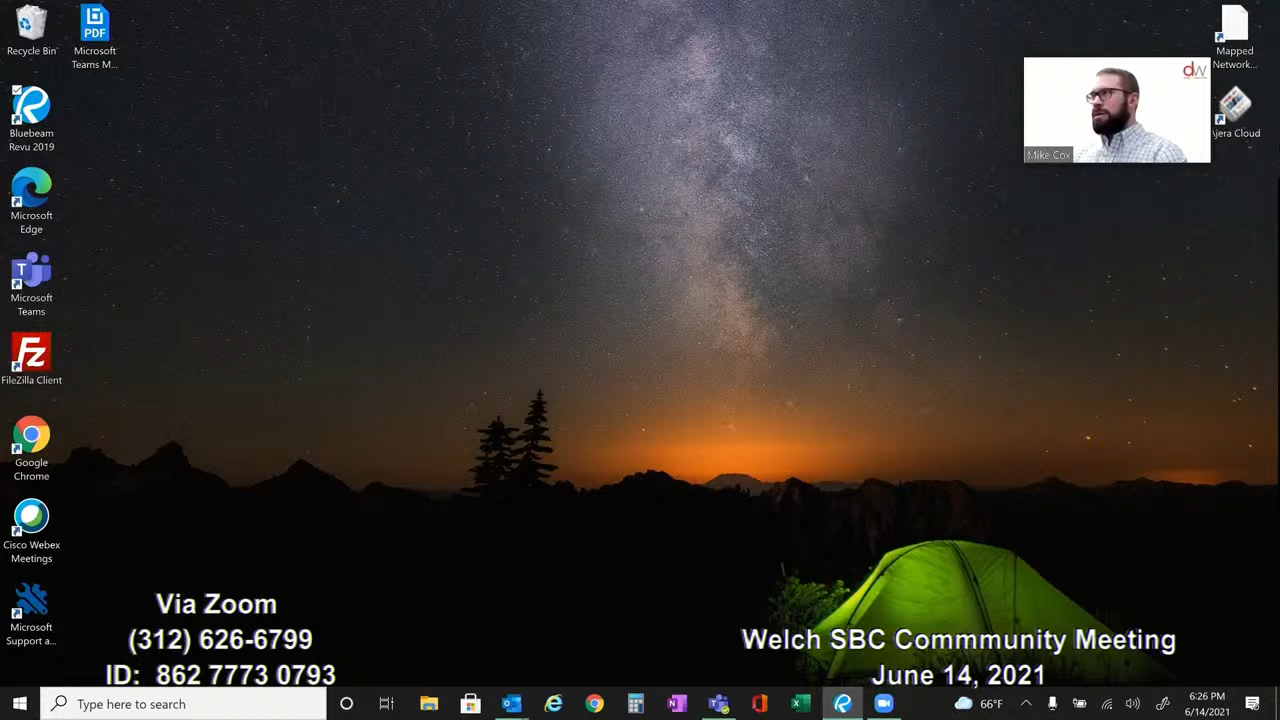 Recycle Bin
PDF
Microsoft
Teams M...
Bluebeam
Revu 2019
Microsoft
Edge
T
Microsoft
Teams
Fz
FileZilla Client
Google
Chrome
Cisco Webex
Meetings
Microsoft
Support a...
Mapped
Network...
dw
Mike Cox
Ajera Cloud
Via Zoom
(312) 626-6799
ID: 862 7773 0793
Welch SBC Commmunity Meeting
June 14, 2021
Type here to search
66°F
6:26 PM
6/14/2021